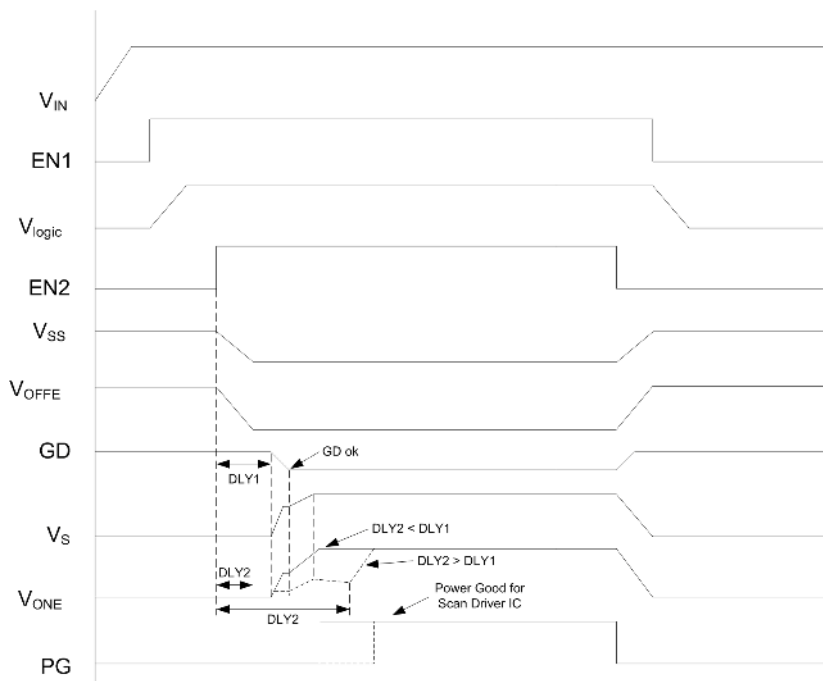 VIN
EN1
Vlogic
EN2
VSS
VOFFE
GD
GD ok
DLY1
VS
DLY2 < DLY1
DLY2 > DLY1
DLY2
VONE
DLY2
Power Good for
Scan Driver IC
PG